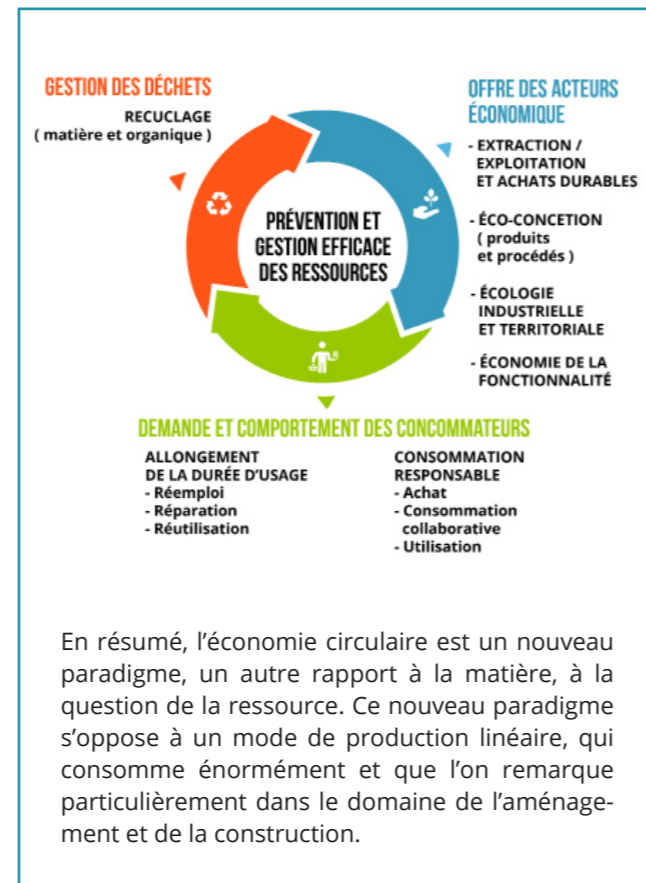 GESTION DES DÉCHETS
RECUCLAGE
( matière et organique )
OFFRE DES ACTEURS
ÉCONOMIQUE
- EXTRACTION /
EXPLOITATION
ET ACHATS DURABLES
- ÉCO-CONCETION
( produits
et procédés )
- ÉCOLOGIE
INDUSTRIELLE
ET TERRITORIALE
- ÉCONOMIE DE LA
FONCTIONNALITÉ
PRÉVENTION ET
GESTION EFFICACE
DES RESSOURCES
DEMANDE ET COMPORTEMENT DES CONCOMMATEURS
ALLONGEMENT
DE LA DURÉE D’USAGE
- Réemploi
- Réparation
- Réutilisation
CONSOMMATION
RESPONSABLE
- Achat
- Consommation
collaborative
- Utilisation
En résumé, l’économie circulaire est un nouveau
paradigme, un autre rapport à la matière, à la
question de la ressource. Ce nouveau paradigme
s’oppose à un mode de production linéaire, qui
consomme énormément et que l’on remarque
particulièrement dans le domaine de l’aménage-
ment et de la construction.